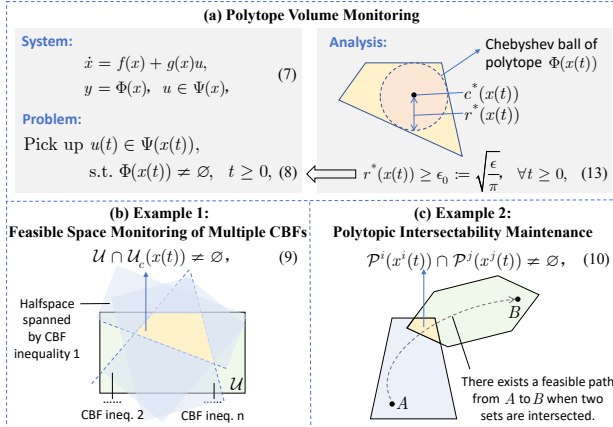 (a) Polytope Volume Monitoring
System:
ẋ = f(x) + g(x)u,
y = Φ(x), u ∈ Ψ(x), (7)
Problem:
Pick up u(t) ∈ Ψ(x(t)),
s.t. Φ(x(t)) ≠ ∅, t ≥ 0, (8)
Analysis:
Chebyshev ball of
polytope Φ(x(t))
c*(x(t))
r*(x(t))
r*(x(t)) ≥ ϵ₀ := √(ϵ/π), ∀t ≥ 0, (13)
(b) Example 1:
Feasible Space Monitoring of Multiple CBFs
𝒰 ∩ 𝒰_c(x(t)) ≠ ∅, (9)
Halfspace
spanned
by CBF
inequality 1
𝒰
...... ......
CBF ineq. 2 CBF ineq. n
(c) Example 2:
Polytopic Intersectability Maintenance
𝒫ⁱ(xⁱ(t)) ∩ 𝒫ʲ(xʲ(t)) ≠ ∅, (10)
B
A
There exists a feasible path
from A to B when two
sets are intersected.